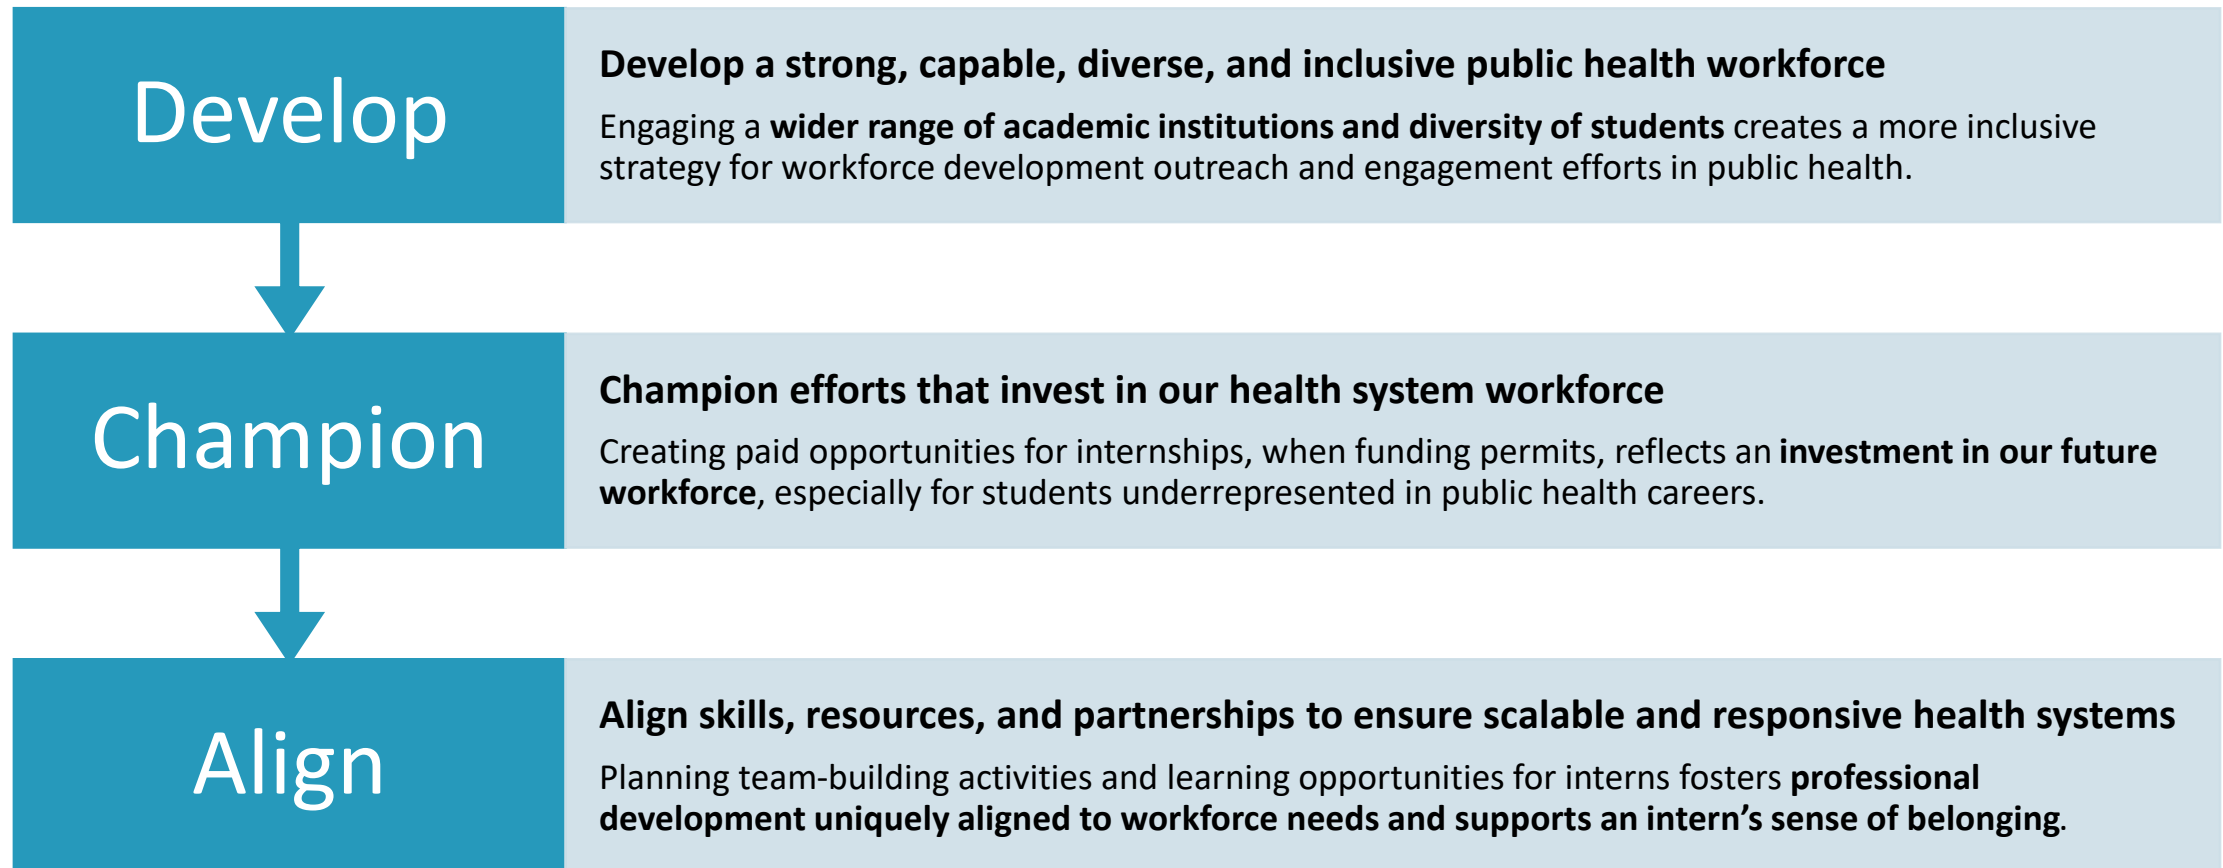 Develop
Develop a strong, capable, diverse, and inclusive public health workforce
Engaging a wider range of academic institutions and diversity of students creates a more inclusive
strategy for workforce development outreach and engagement efforts in public health.
Champion
Champion efforts that invest in our health system workforce
Creating paid opportunities for internships, when funding permits, reflects an investment in our future
workforce, especially for students underrepresented in public health careers.
Align
Align skills, resources, and partnerships to ensure scalable and responsive health systems
Planning team-building activities and learning opportunities for interns fosters professional
development uniquely aligned to workforce needs and supports an intern’s sense of belonging.